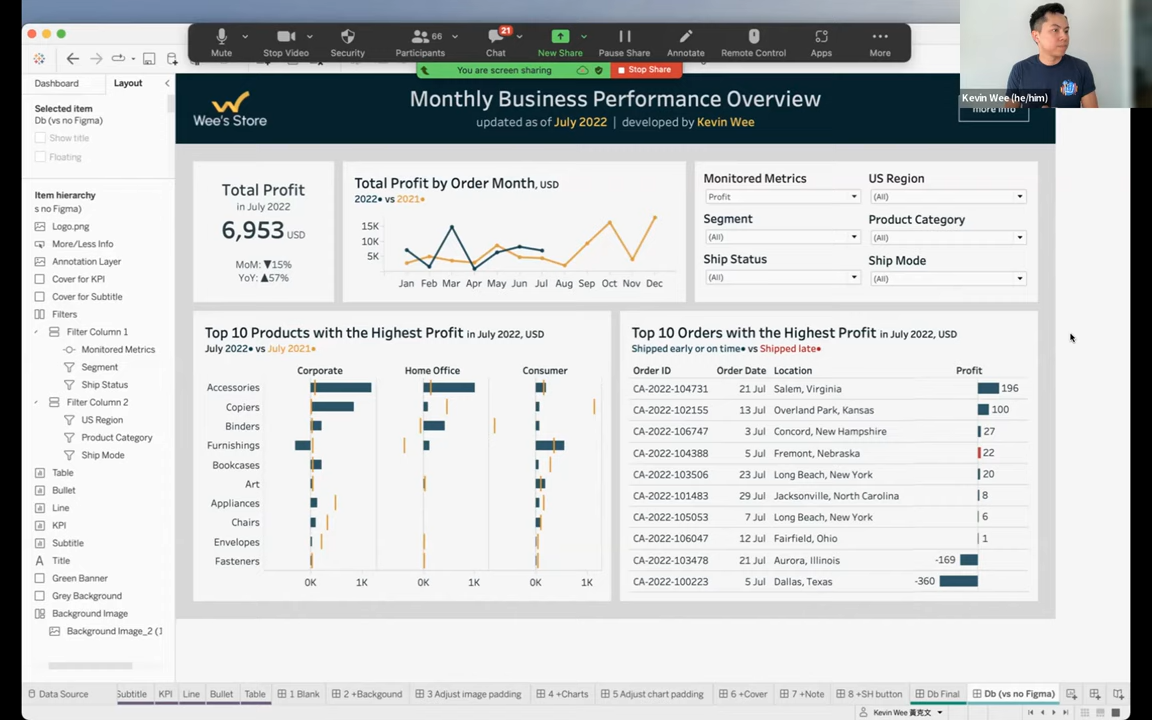 66
21
Mute
Stop Video
Security
Participants
Chat
New Share
Pause Share
Annotate
Remote Control
Apps
More
You are screen sharing
Stop Share
Kevin Wee (he/him)
Dashboard
Layout
Selected item
Db (vs no Figma)
Show title
Floating
Item hierarchy
s no Figma)
Logo.png
More/Less Info
Annotation Layer
Cover for KPI
Cover for Subtitle
Filters
Filter Column 1
Monitored Metrics
Segment
Ship Status
Filter Column 2
US Region
Product Category
Ship Mode
Table
Bullet
Line
KPI
Subtitle
Title
Green Banner
Grey Background
Background Image
Background Image_2 (1
Wee's Store
Monthly Business Performance Overview
updated as of July 2022 | developed by Kevin Wee
more info
Total Profit
in July 2022
6,953 USD
MoM: ▼15%
YoY: ▲57%
Total Profit by Order Month, USD
2022• vs 2021•
15K
10K
5K
Jan Feb Mar Apr May Jun Jul Aug Sep Oct Nov Dec
Monitored Metrics
Profit
US Region
(All)
Segment
(All)
Product Category
(All)
Ship Status
(All)
Ship Mode
(All)
Top 10 Products with the Highest Profit in July 2022, USD
July 2022• vs July 2021•
Corporate Home Office Consumer
Accessories
Copiers
Binders
Furnishings
Bookcases
Art
Appliances
Chairs
Envelopes
Fasteners
0K 1K 0K 1K 0K 1K
Top 10 Orders with the Highest Profit in July 2022, USD
Shipped early or on time• vs Shipped late•
Order ID Order Date Location Profit
CA-2022-104731 21 Jul Salem, Virginia 196
CA-2022-102155 13 Jul Overland Park, Kansas 100
CA-2022-106747 3 Jul Concord, New Hampshire 27
CA-2022-104388 5 Jul Fremont, Nebraska 22
CA-2022-103506 27 Jul Long Beach, New York 20
CA-2022-101483 29 Jul Jacksonville, North Carolina 8
CA-2022-105053 7 Jul Long Beach, New York 6
CA-2022-106047 12 Jul Fairfield, Ohio 1
CA-2022-103478 21 Jul Aurora, Illinois -169
CA-2022-100223 5 Jul Dallas, Texas -360
Data Source
Subtitle
KPI
Line
Bullet
Table
1 Blank
2 +Backgound
3 Adjust image padding
4 +Charts
5 Adjust chart padding
6 +Cover
7 +Note
8 +SH button
Db Final
Db (vs no Figma)
Kevin Wee 黃克文